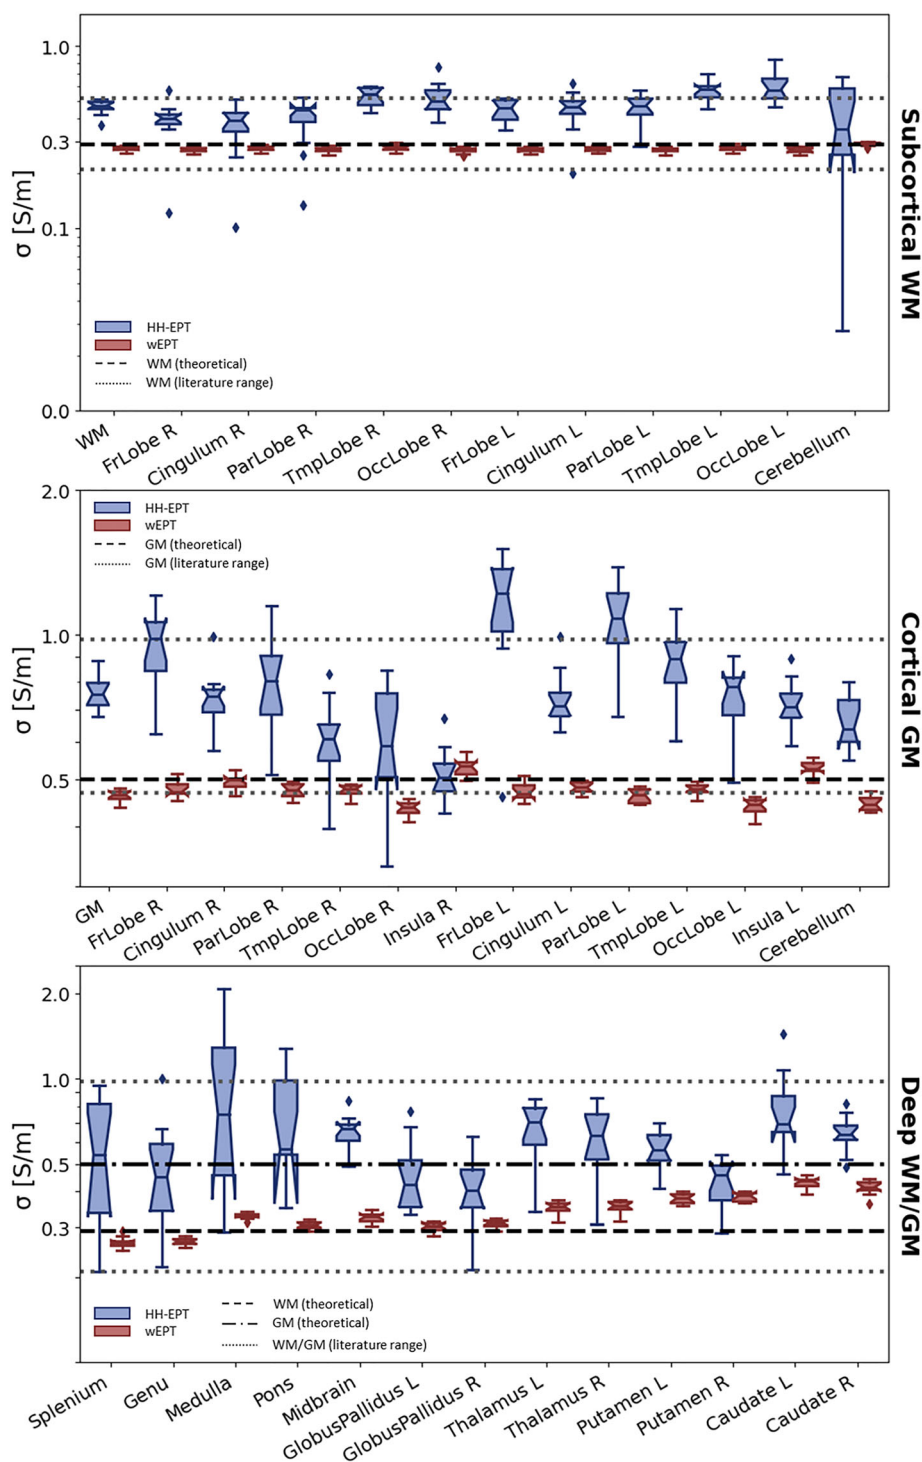 1.0
0.3
0.1
0.0
σ [S/m]
Subcortical WM
HH-EPT
wEPT
WM (theoretical)
WM (literature range)
WM
FrLobe R
Cingulum R
ParLobe R
TmpLobe R
OccLobe R
FrLobe L
Cingulum L
ParLobe L
TmpLobe L
OccLobe L
Cerebellum
2.0
1.0
0.5
σ [S/m]
Cortical GM
HH-EPT
wEPT
GM (theoretical)
GM (literature range)
GM
FrLobe R
Cingulum R
ParLobe R
TmpLobe R
OccLobe R
Insula R
FrLobe L
Cingulum L
ParLobe L
TmpLobe L
OccLobe L
Insula L
Cerebellum
2.0
1.0
0.5
0.3
σ [S/m]
Deep WM/GM
HH-EPT
wEPT
WM (theoretical)
GM (theoretical)
WM/GM (literature range)
Splenium
Genu
Medulla
Pons
Midbrain
GlobusPallidus L
GlobusPallidus R
Thalamus L
Thalamus R
Putamen L
Putamen R
Caudate L
Caudate R